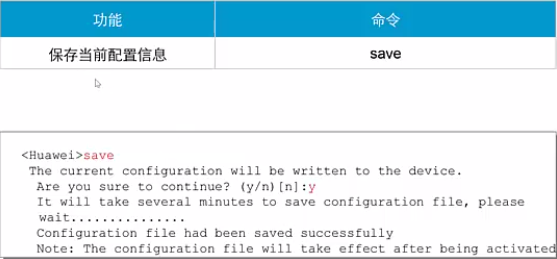 功能 命令
保存当前配置信息 save
<Huawei>save
The current configuration will be written to the device.
Are you sure to continue? (y/n)[n]:y
It will take several minutes to save configuration file, please
wait...............
Configuration file had been saved successfully
Note: The configuration file will take effect after being activated